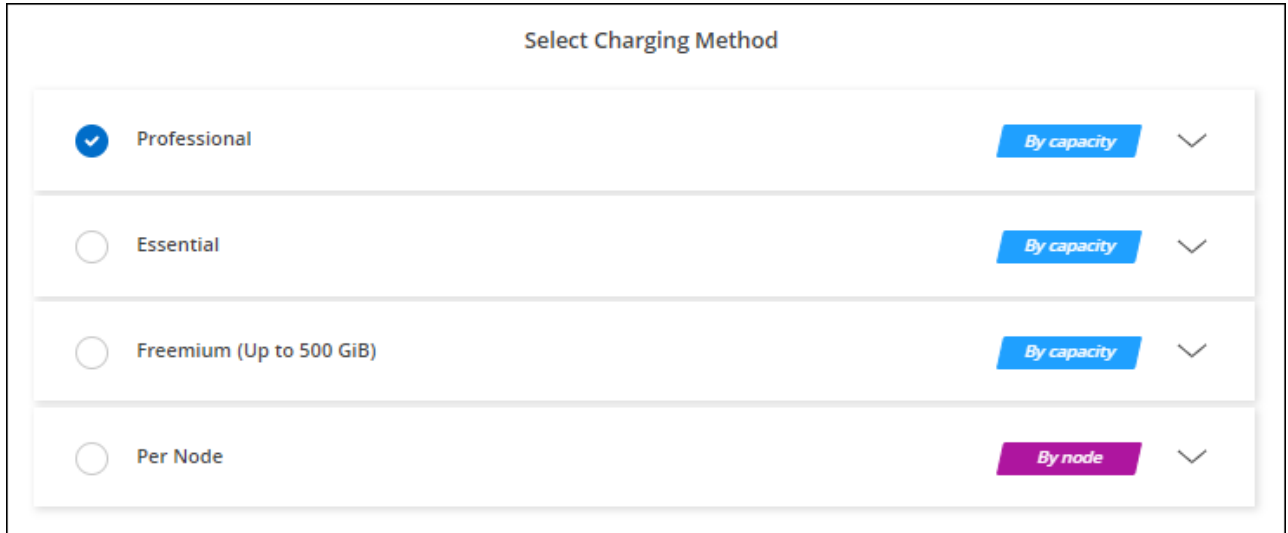 Select Charging Method
Professional By capacity
Essential By capacity
Freemium (Up to 500 GiB) By capacity
Per Node By node